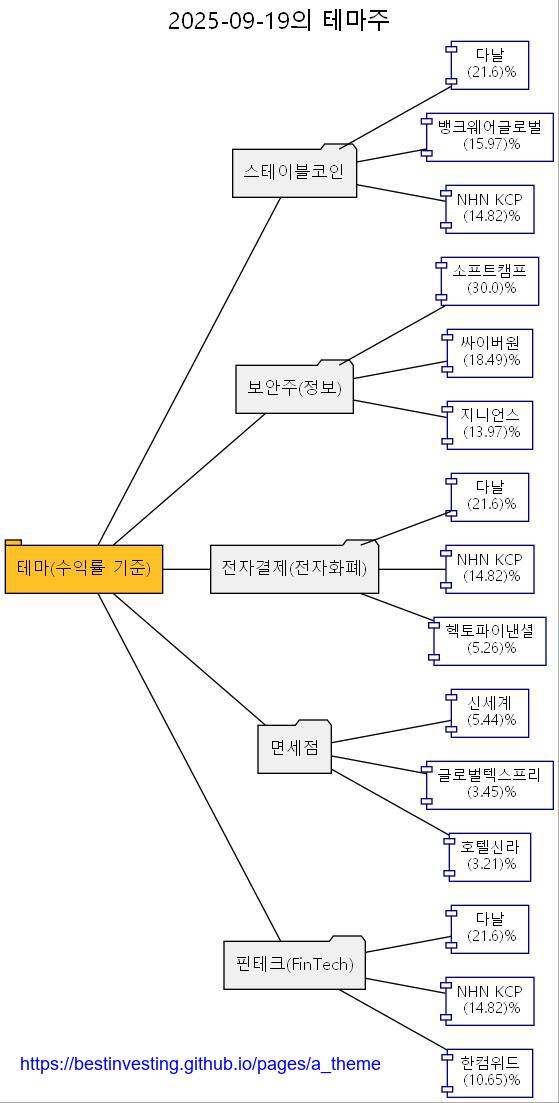 2025-09-19의 테마주
다날
(21.6)%
뱅크웨어글로벌
(15.97)%
스테이블코인
NHN KCP
(14.82)%
소프트캠프
(30.0)%
싸이버원
(18.49)%
보안주(정보)
지니언스
(13.97)%
다날
(21.6)%
테마(수익률 기준)
전자결제(전자화폐)
NHN KCP
(14.82)%
헥토파이낸셜
(5.26)%
신세계
(5.44)%
면세점
글로벌텍스프리
(3.45)%
호텔신라
(3.21)%
다날
(21.6)%
핀테크(FinTech)
NHN KCP
(14.82)%
한컴위드
(10.65)%
https://bestinvesting.github.io/pages/a_theme